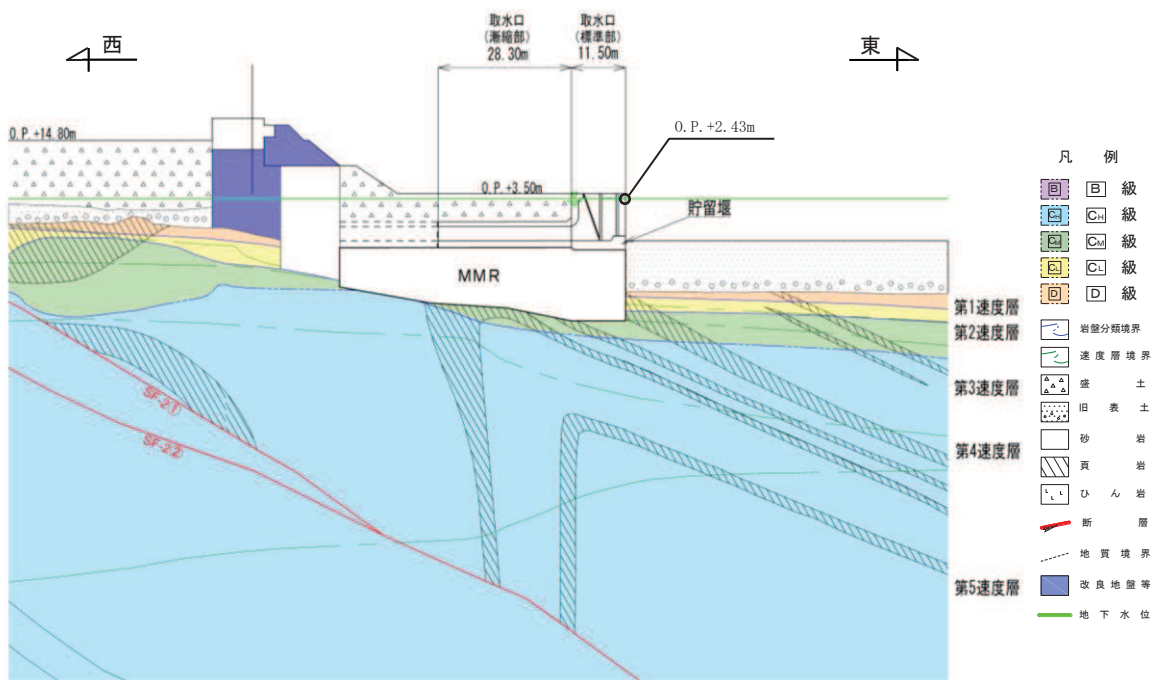 西
取水口
(漸縮部)
28.30m
取水口
(標準部)
11.50m
東
O.P.+14.80m
O.P.+2.43m
O.P.+3.50m
貯留堰
MMR
第1速度層
第2速度層
第3速度層
第4速度層
第5速度層
SF-2①
SF-22
凡 例
B B 級
CH CH 級
CM CM 級
CL CL 級
D D 級
岩盤分類境界
速度層境界
盛 土
旧 表 土
砂 岩
頁 岩
ひ ん 岩
断 層
地 質 境 界
改 良 地 盤 等
地 下 水 位